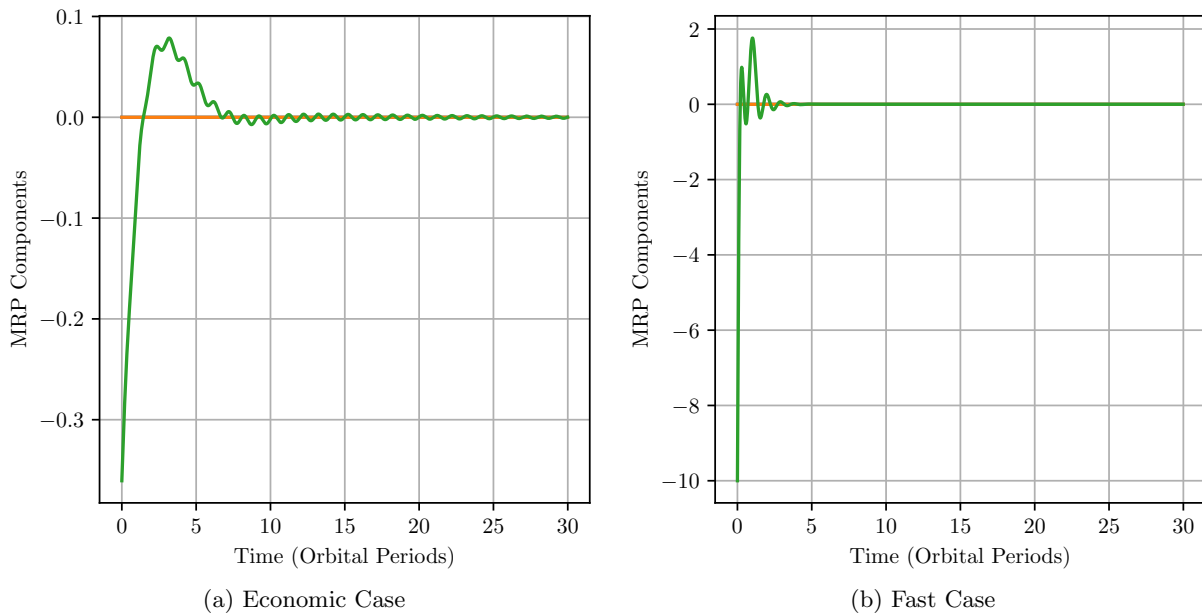 0.1
0.0
−0.1
−0.2
−0.3
MRP Components
0 5 10 15 20 25 30
Time (Orbital Periods)
(a) Economic Case
2
0
−2
−4
−6
−8
−10
MRP Components
0 5 10 15 20 25 30
Time (Orbital Periods)
(b) Fast Case